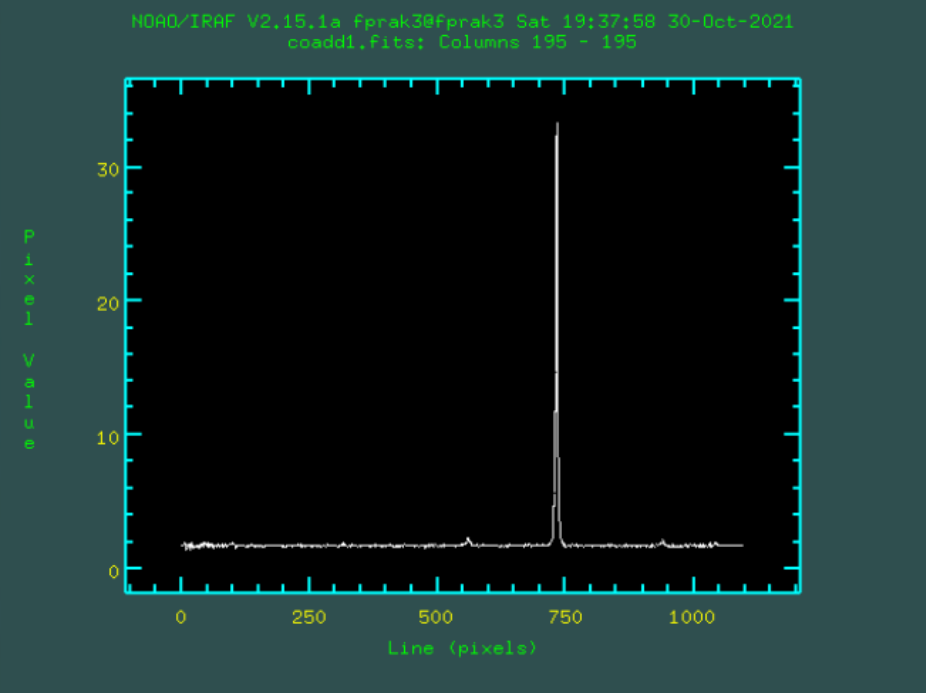 NOAO/IRAF V2.15.1a fprak3@fprak3 Sat 19:37:58 30-Oct-2021
coadd1.fits: Columns 195 - 195
30
20
10
0
Pixel Value
0 250 500 750 1000
Line (pixels)